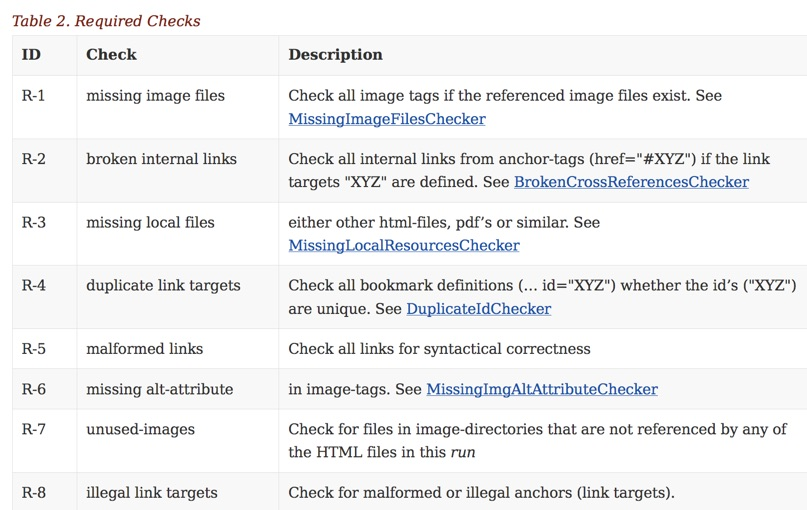 Table 2. Required Checks
ID Check Description
R-1 missing image files Check all image tags if the referenced image files exist. See
MissingImageFilesChecker
R-2 broken internal links Check all internal links from anchor-tags (href="#XYZ") if the link
targets "XYZ" are defined. See BrokenCrossReferencesChecker
R-3 missing local files either other html-files, pdf’s or similar. See
MissingLocalResourcesChecker
R-4 duplicate link targets Check all bookmark definitions (… id="XYZ") whether the id’s ("XYZ")
are unique. See DuplicateIdChecker
R-5 malformed links Check all links for syntactical correctness
R-6 missing alt-attribute in image-tags. See MissingImgAltAttributeChecker
R-7 unused-images Check for files in image-directories that are not referenced by any of
the HTML files in this run
R-8 illegal link targets Check for malformed or illegal anchors (link targets).